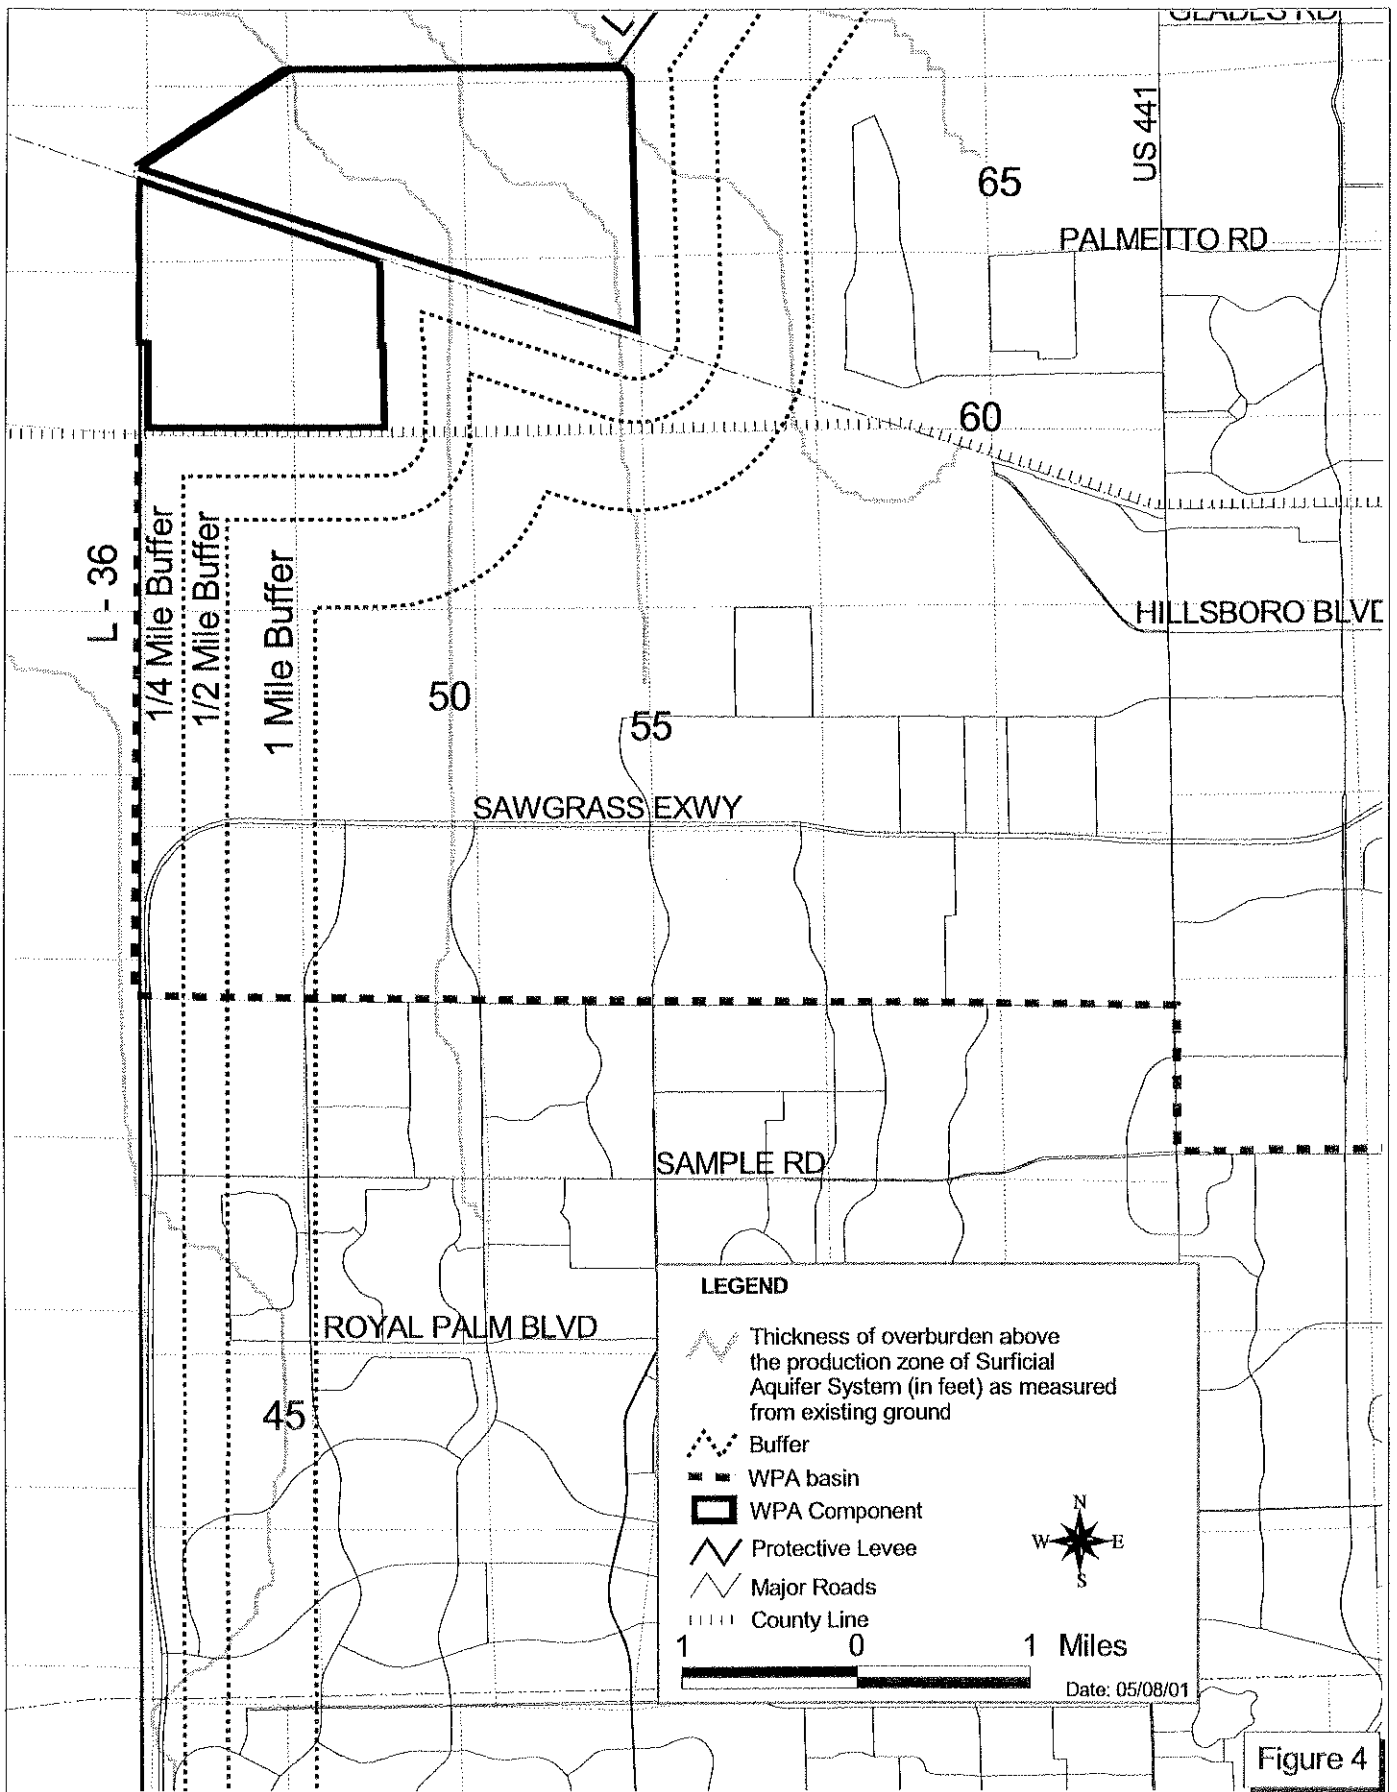 GLADES RD
US 441
65
PALMETTO RD
60
L - 36
1/4 Mile Buffer
1/2 Mile Buffer
1 Mile Buffer
HILLSBORO BLVD
50
55
SAWGRASS EXWY
SAMPLE RD
ROYAL PALM BLVD
45
LEGEND
Thickness of overburden above
the production zone of Surficial
Aquifer System (in feet) as measured
from existing ground
Buffer
WPA basin
WPA Component
Protective Levee
Major Roads
County Line
N
W E
S
1 0 1 Miles
Date: 05/08/01
Figure 4